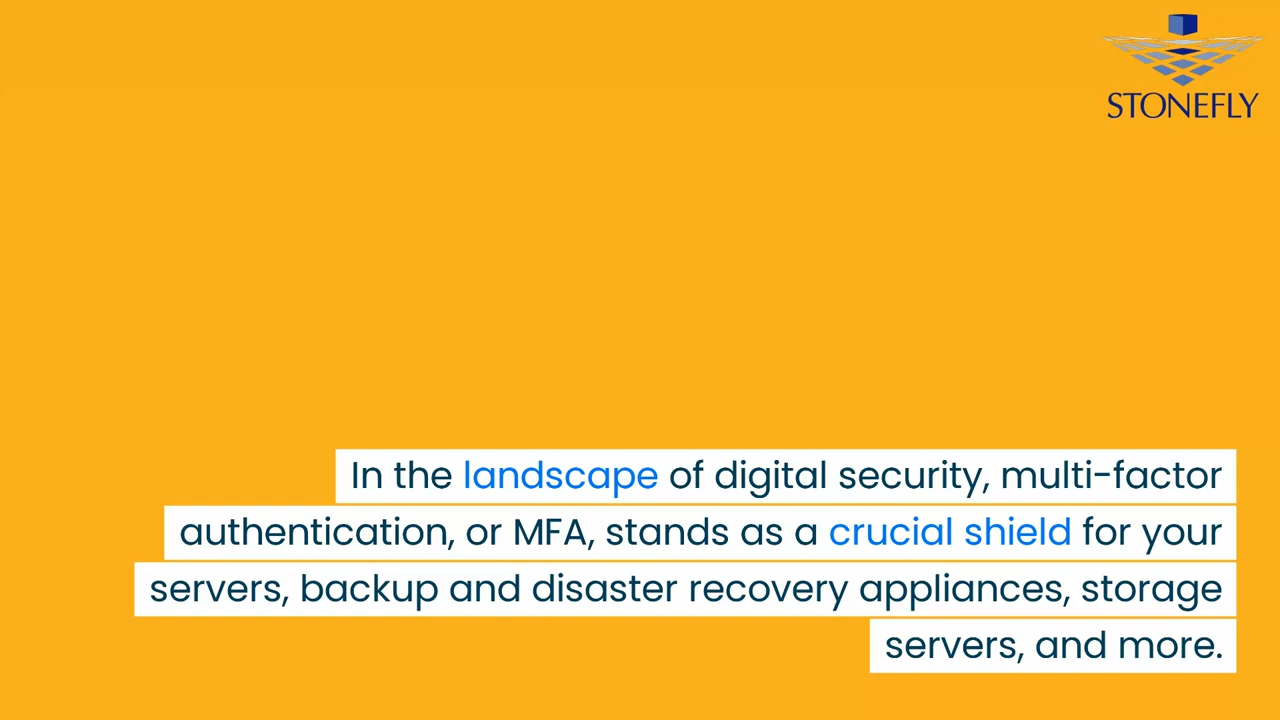 STONEFLY
In the landscape of digital security, multi-factor
authentication, or MFA, stands as a crucial shield for your
servers, backup and disaster recovery appliances, storage
servers, and more.